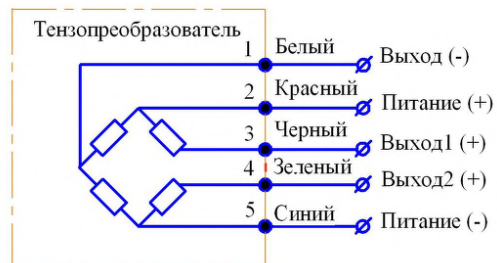 Тензопреобразователь
1 Белый Выход (-)
2 Красный Питание (+)
3 Черный Выход1 (+)
4 Зеленый Выход2 (+)
5 Синий Питание (-)